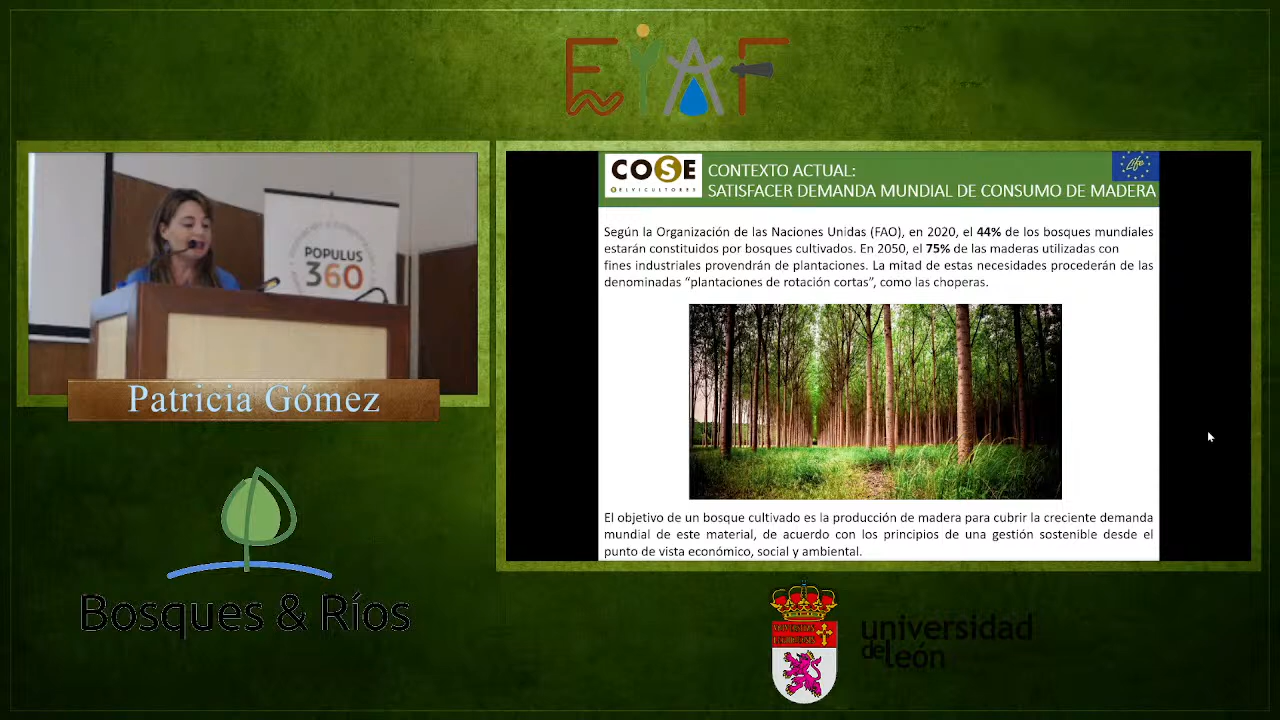 EIAF
COSE
SELVICULTORES
CONTEXTO ACTUAL:
SATISFACER DEMANDA MUNDIAL DE CONSUMO DE MADERA
Life
Según la Organización de las Naciones Unidas (FAO), en 2020, el 44% de los bosques mundiales
estarán constituidos por bosques cultivados. En 2050, el 75% de las maderas utilizadas con
fines industriales provendrán de plantaciones. La mitad de estas necesidades procederán de las
denominadas “plantaciones de rotación cortas”, como las choperas.
El objetivo de un bosque cultivado es la producción de madera para cubrir la creciente demanda
mundial de este material, de acuerdo con los principios de una gestión sostenible desde el
punto de vista económico, social y ambiental.
POPULUS
360
Patricia Gómez
Bosques & Ríos
universidad
de león